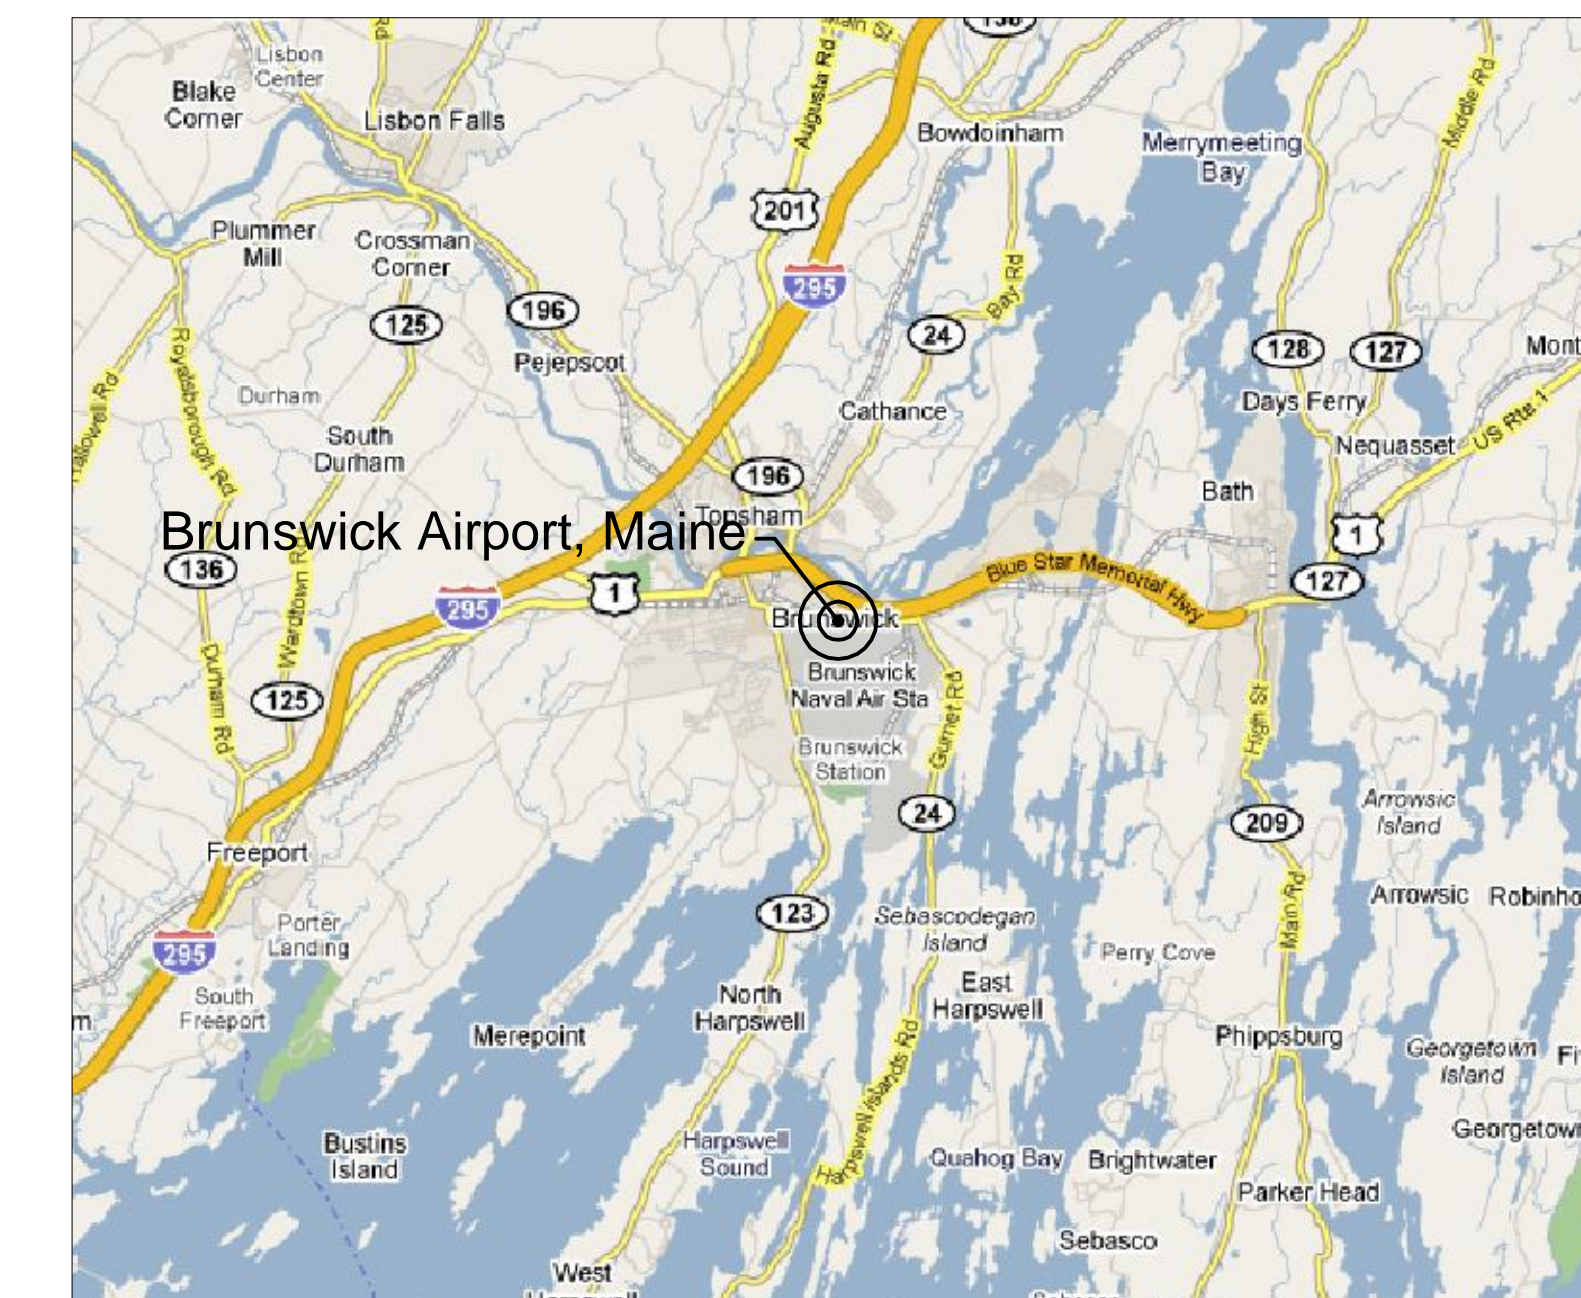 138
Main St
Rd
Lisbon
Center
Blake
Corner
Lisbon Falls
Augusta Rd
Bowdoinham
Merrymeeting
Bay
Middle Rd
201
Plummer
Mill
Crossman
Corner
295
Bay Rd
196
125
24
128
127
Mont
Pejepscot
Royalsborough Rd
Durham
Hallowell Rd
Cathance
Days Ferry
US Rte 1
South
Durham
Nequasset
196
Bath
Topsham
Brunswick Airport, Maine
1
136
Wardtown Rd
Blue Star Memorial Hwy
127
295
1
Brunswick
Brunswick
Naval Air Sta
Durham Rd
125
Gurnet Rd
High St
Brunswick
Station
24
209
Arrowsic
Island
Freeport
Main Rd
Arrowsic
Robinho
123
Sebascodegan
Island
Porter
Landing
295
Perry Cove
South
Freeport
North
Harpswell
East
Harpswell
m
Merepoint
Phippsburg
Georgetown
Island
Fi
Harpswell Islands Rd
Bustins
Island
Harpswell
Sound
Quahog Bay
Brightwater
Georgetown
Parker Head
Sebasco
West
Harpswell